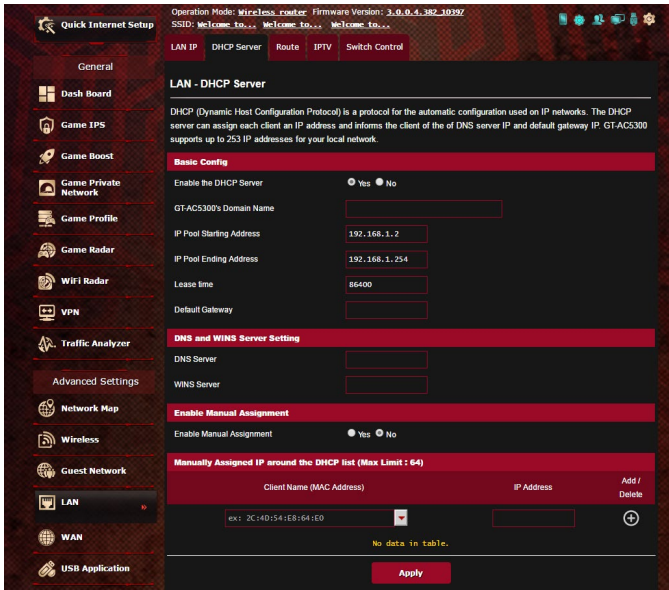 Quick Internet Setup
General
Dash Board
Game IPS
Game Boost
Game Private
Network
Game Profile
Game Radar
WiFi Radar
VPN
Traffic Analyzer
Advanced Settings
Network Map
Wireless
Guest Network
LAN
WAN
USB Application
Operation Mode: Wireless router Firmware Version: 3.0.0.4.382_10397
SSID: Welcome to... Welcome to... Welcome to...
LAN IP DHCP Server Route IPTV Switch Control
LAN - DHCP Server
DHCP (Dynamic Host Configuration Protocol) is a protocol for the automatic configuration used on IP networks. The DHCP
server can assign each client an IP address and informs the client of the of DNS server IP and default gateway IP. GT-AC5300
supports up to 253 IP addresses for your local network.
Basic Config
Enable the DHCP Server Yes No
GT-AC5300's Domain Name
IP Pool Starting Address 192.168.1.2
IP Pool Ending Address 192.168.1.254
Lease time 86400
Default Gateway
DNS and WINS Server Setting
DNS Server
WINS Server
Enable Manual Assignment
Enable Manual Assignment Yes No
Manually Assigned IP around the DHCP list (Max Limit : 64)
Client Name (MAC Address) IP Address Add /
Delete
ex: 2C:4D:54:E8:64:E0
No data in table.
Apply